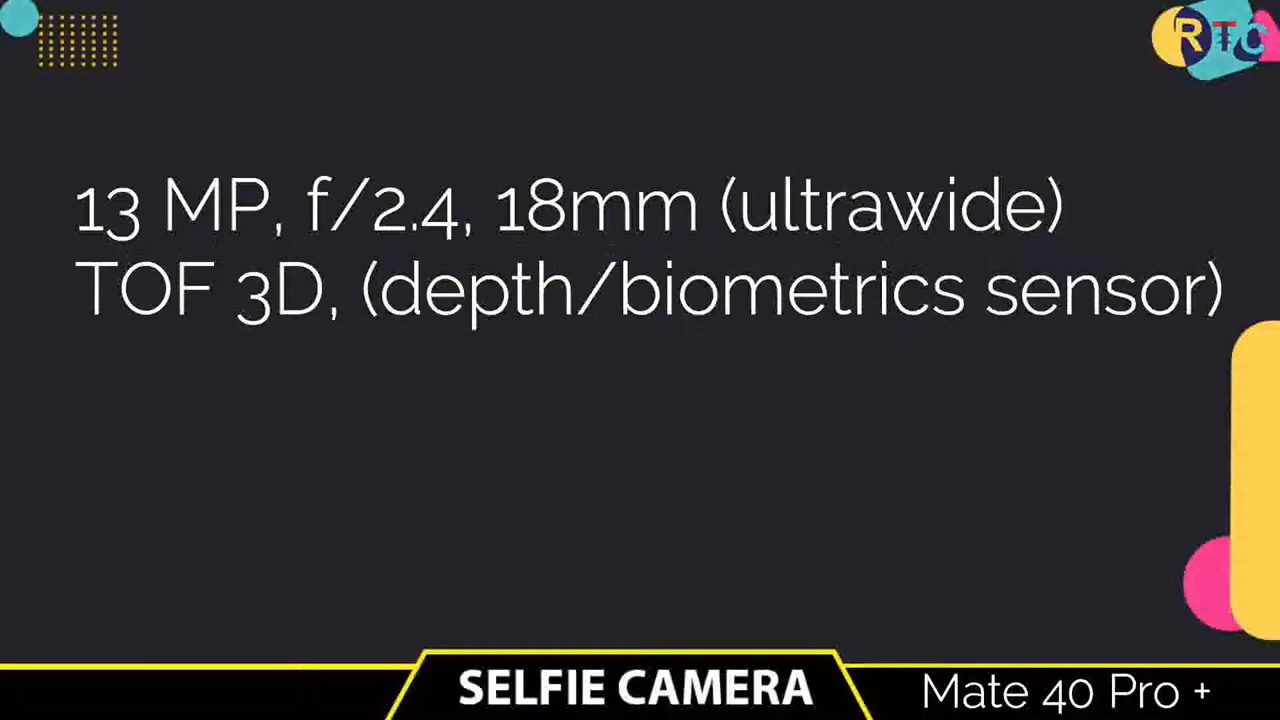 RTC
13 MP, f/2.4, 18mm (ultrawide)
TOF 3D, (depth/biometrics sensor)
SELFIE CAMERA
Mate 40 Pro +